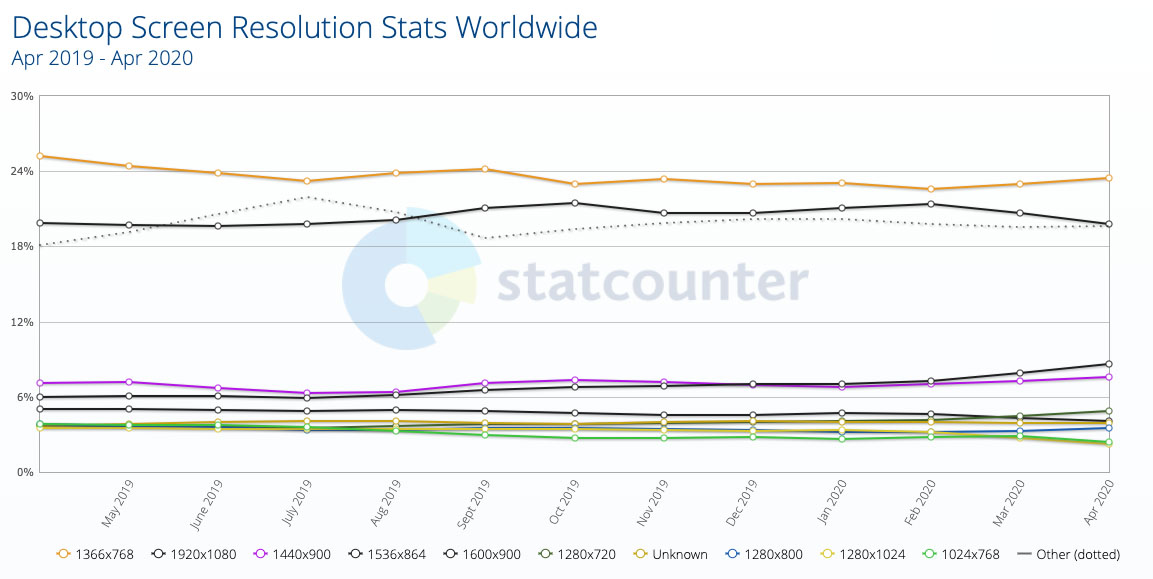 Desktop Screen Resolution Stats Worldwide
Apr 2019 - Apr 2020
30%
24%
18%
12%
6%
0%
statcounter
May 2019 June 2019 July 2019 Aug 2019 Sept 2019 Oct 2019 Nov 2019 Dec 2019 Jan 2020 Feb 2020 Mar 2020 Apr 2020
1366x768 1920x1080 1440x900 1536x864 1600x900 1280x720 Unknown 1280x800 1280x1024 1024x768 Other (dotted)